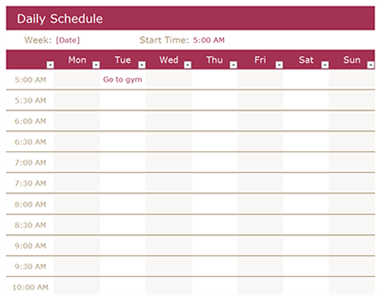 Daily Schedule
Week: [Date] Start Time: 5:00 AM
Mon Tue Wed Thu Fri Sat Sun
5:00 AM Go to gym
5:30 AM
6:00 AM
6:30 AM
7:00 AM
7:30 AM
8:00 AM
8:30 AM
9:00 AM
9:30 AM
10:00 AM